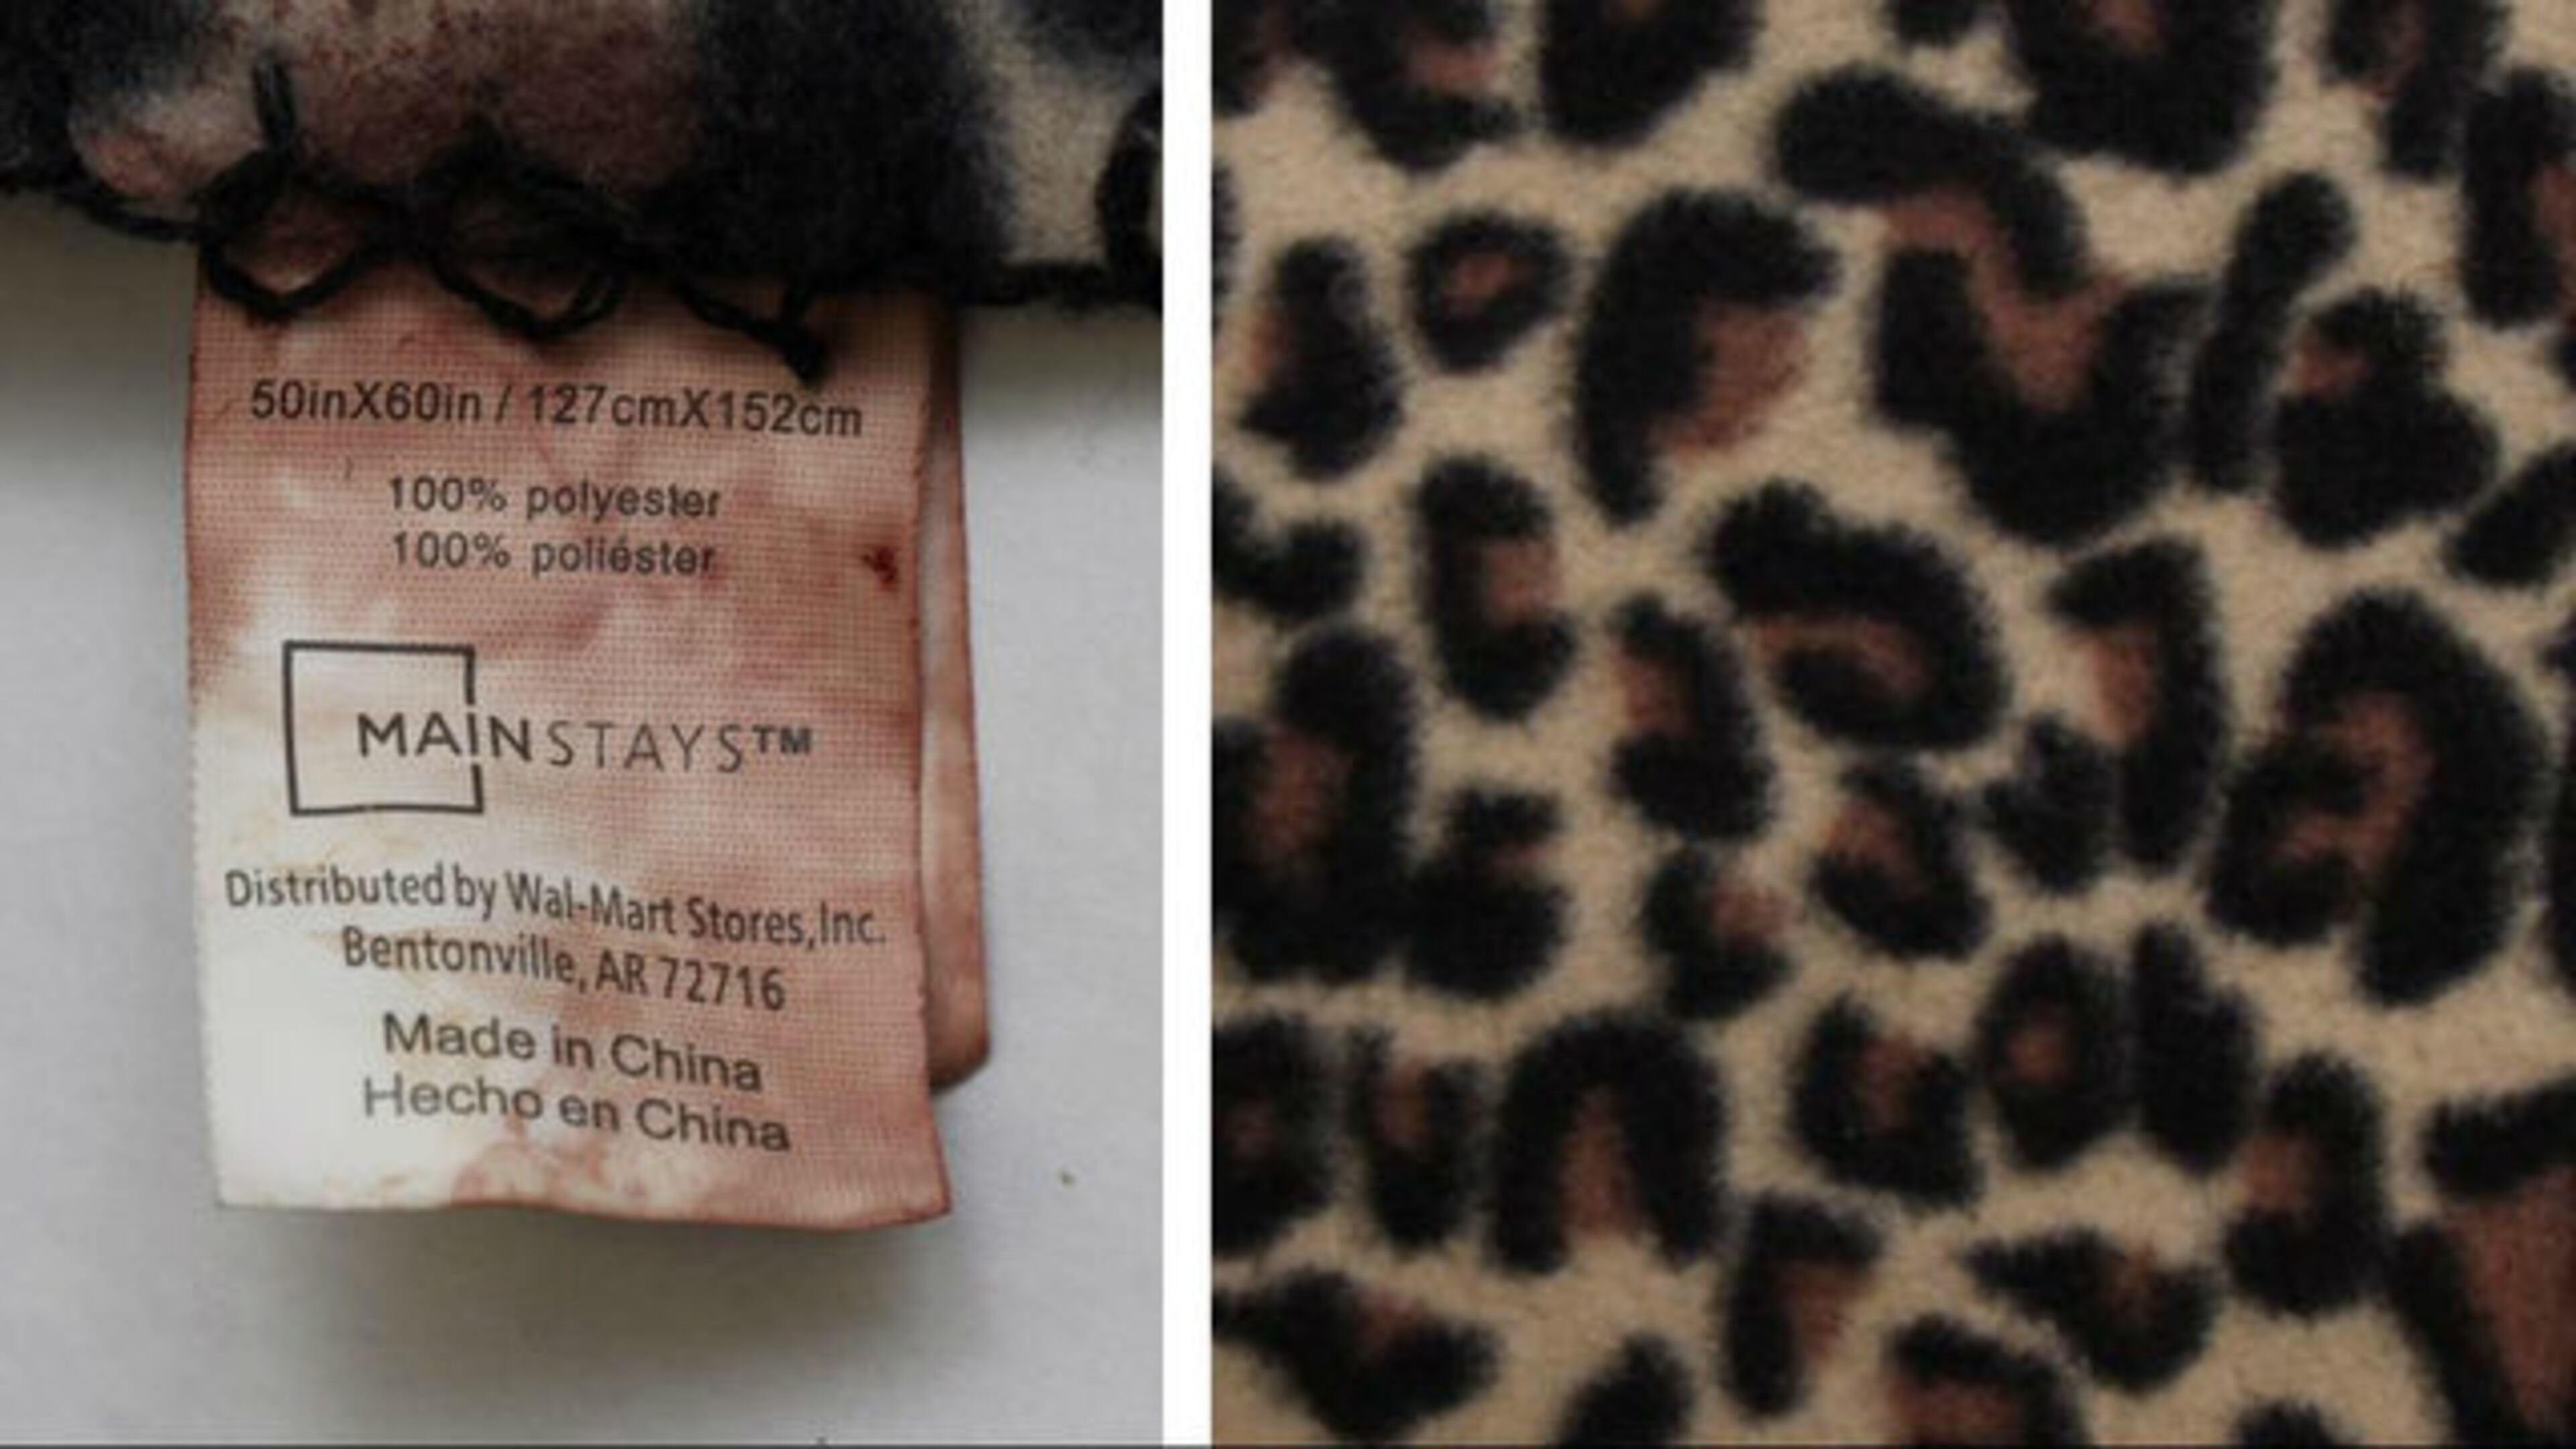 50inX60in / 127cmX152cm
100% polyester
100% poliéster
MAINSTAYS™
Distributed by Wal-Mart Stores,Inc.
Bentonville, AR 72716
Made in China
Hecho en China